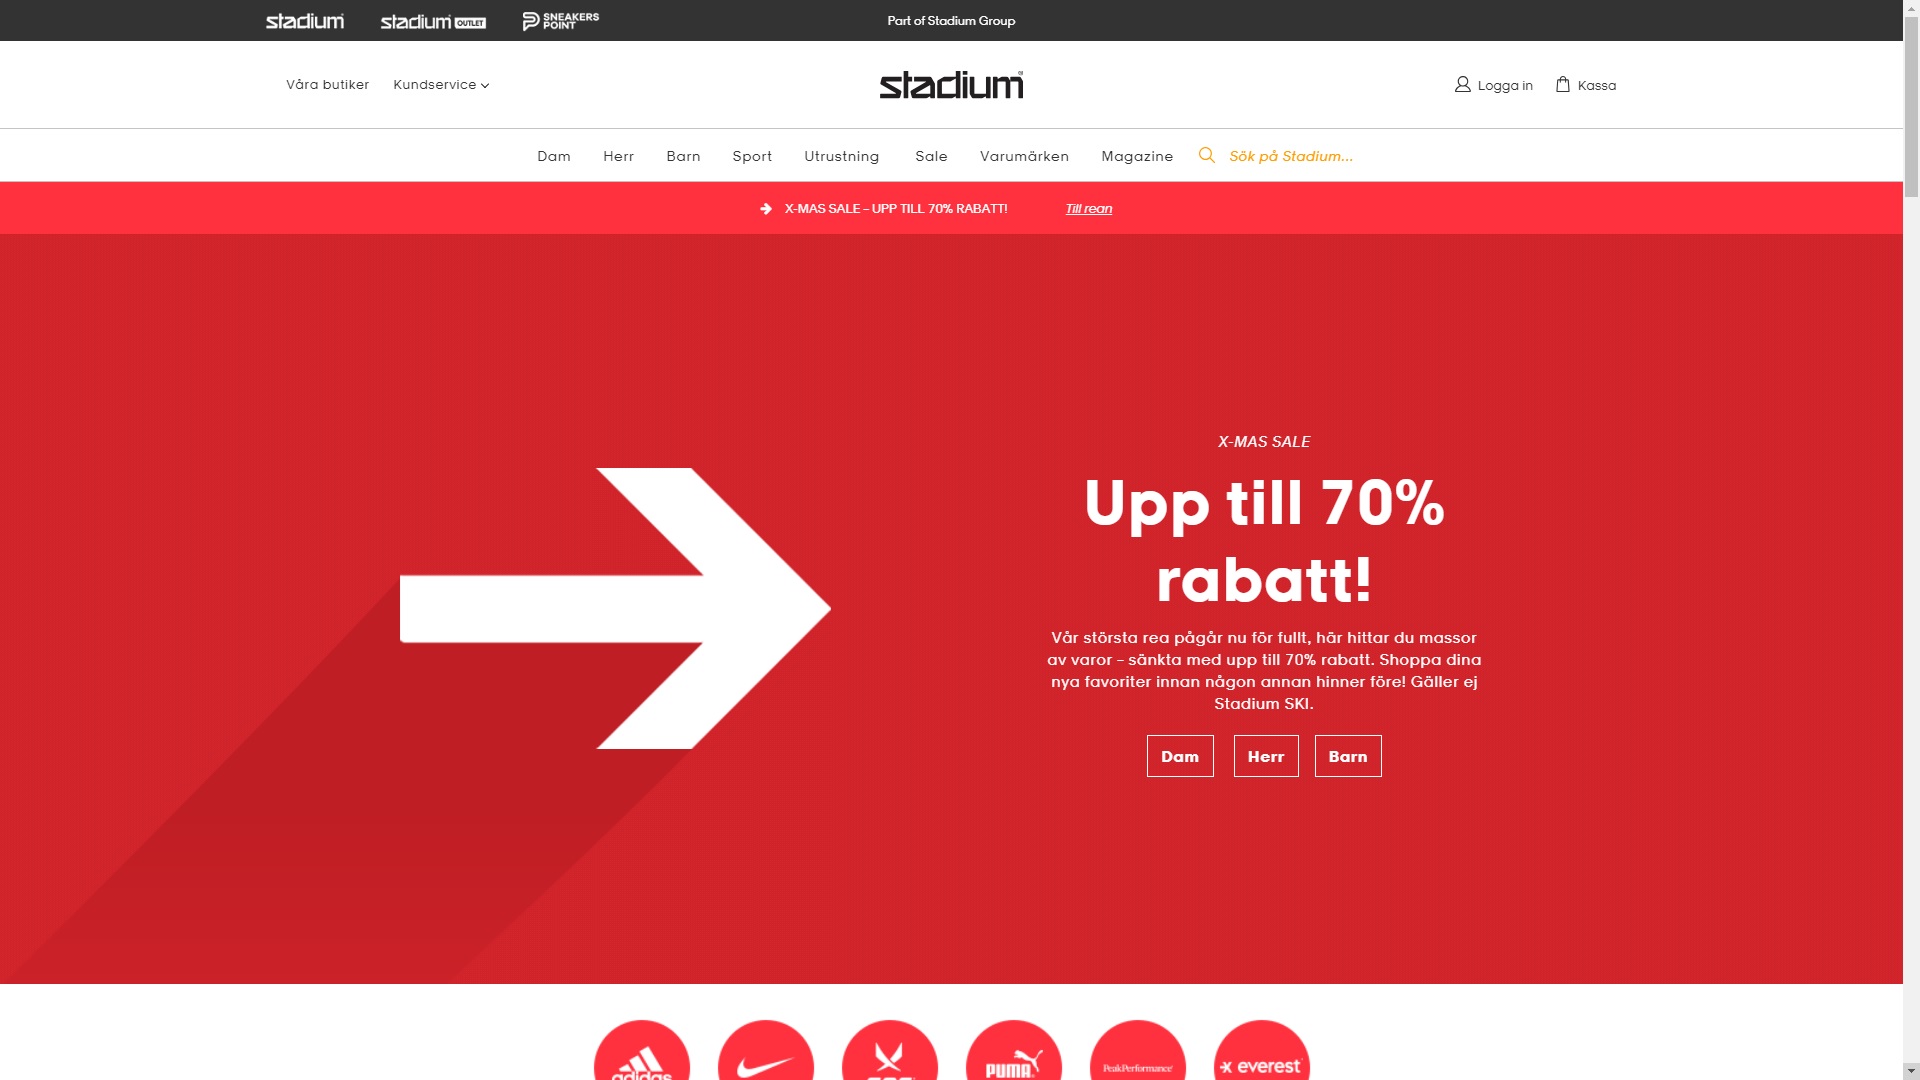 stadium
stadium OUTLET
SNEAKERS POINT
Part of Stadium Group
Våra butiker
Kundservice
stadium
Logga in
Kassa
Dam
Herr
Barn
Sport
Utrustning
Sale
Varumärken
Magazine
Sök på Stadium...
X-MAS SALE – UPP TILL 70% RABATT!
Till rean
X-MAS SALE
Upp till 70%
rabatt!
Vår största rea pågår nu för fullt, här hittar du massor
av varor – sänkta med upp till 70% rabatt. Shoppa dina
nya favoriter innan någon annan hinner före! Gäller ej
Stadium SKI.
Dam
Herr
Barn
adidas
PUMA
PeakPerformance
everest